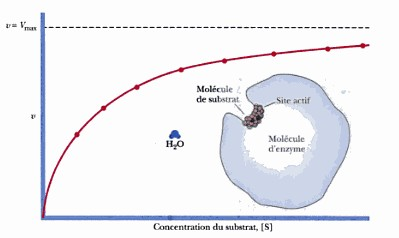 v = Vmax
v
Molécule
de substrat
Site actif
Molécule
d'enzyme
H2O
Concentration du substrat, [S]